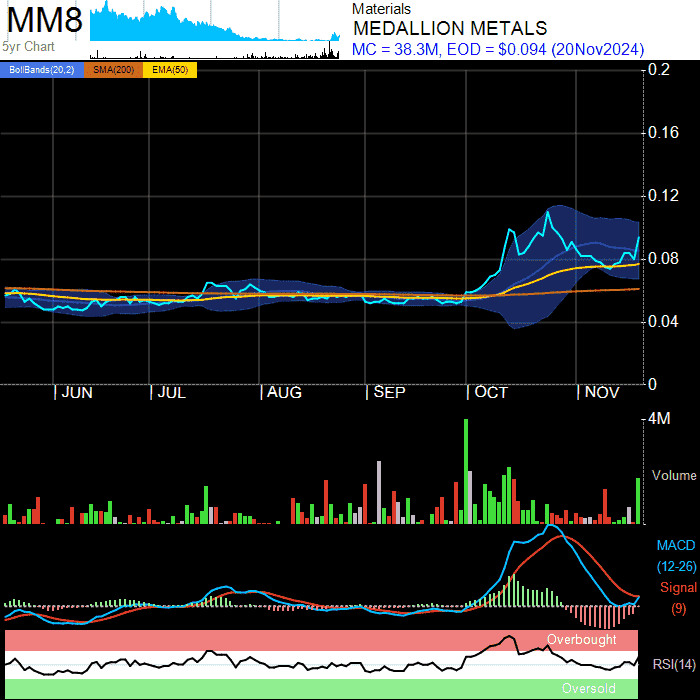 MM8
5yr Chart
Materials
MEDALLION METALS
MC = 38.3M, EOD = $0.094 (20Nov2024)
BollBands(20,2) SMA(200) EMA(50)
0.2
0.16
0.12
0.08
0.04
0
JUN JUL AUG SEP OCT NOV
4M
Volume
MACD
(12-26)
Signal
(9)
Overbought
RSI(14)
Oversold